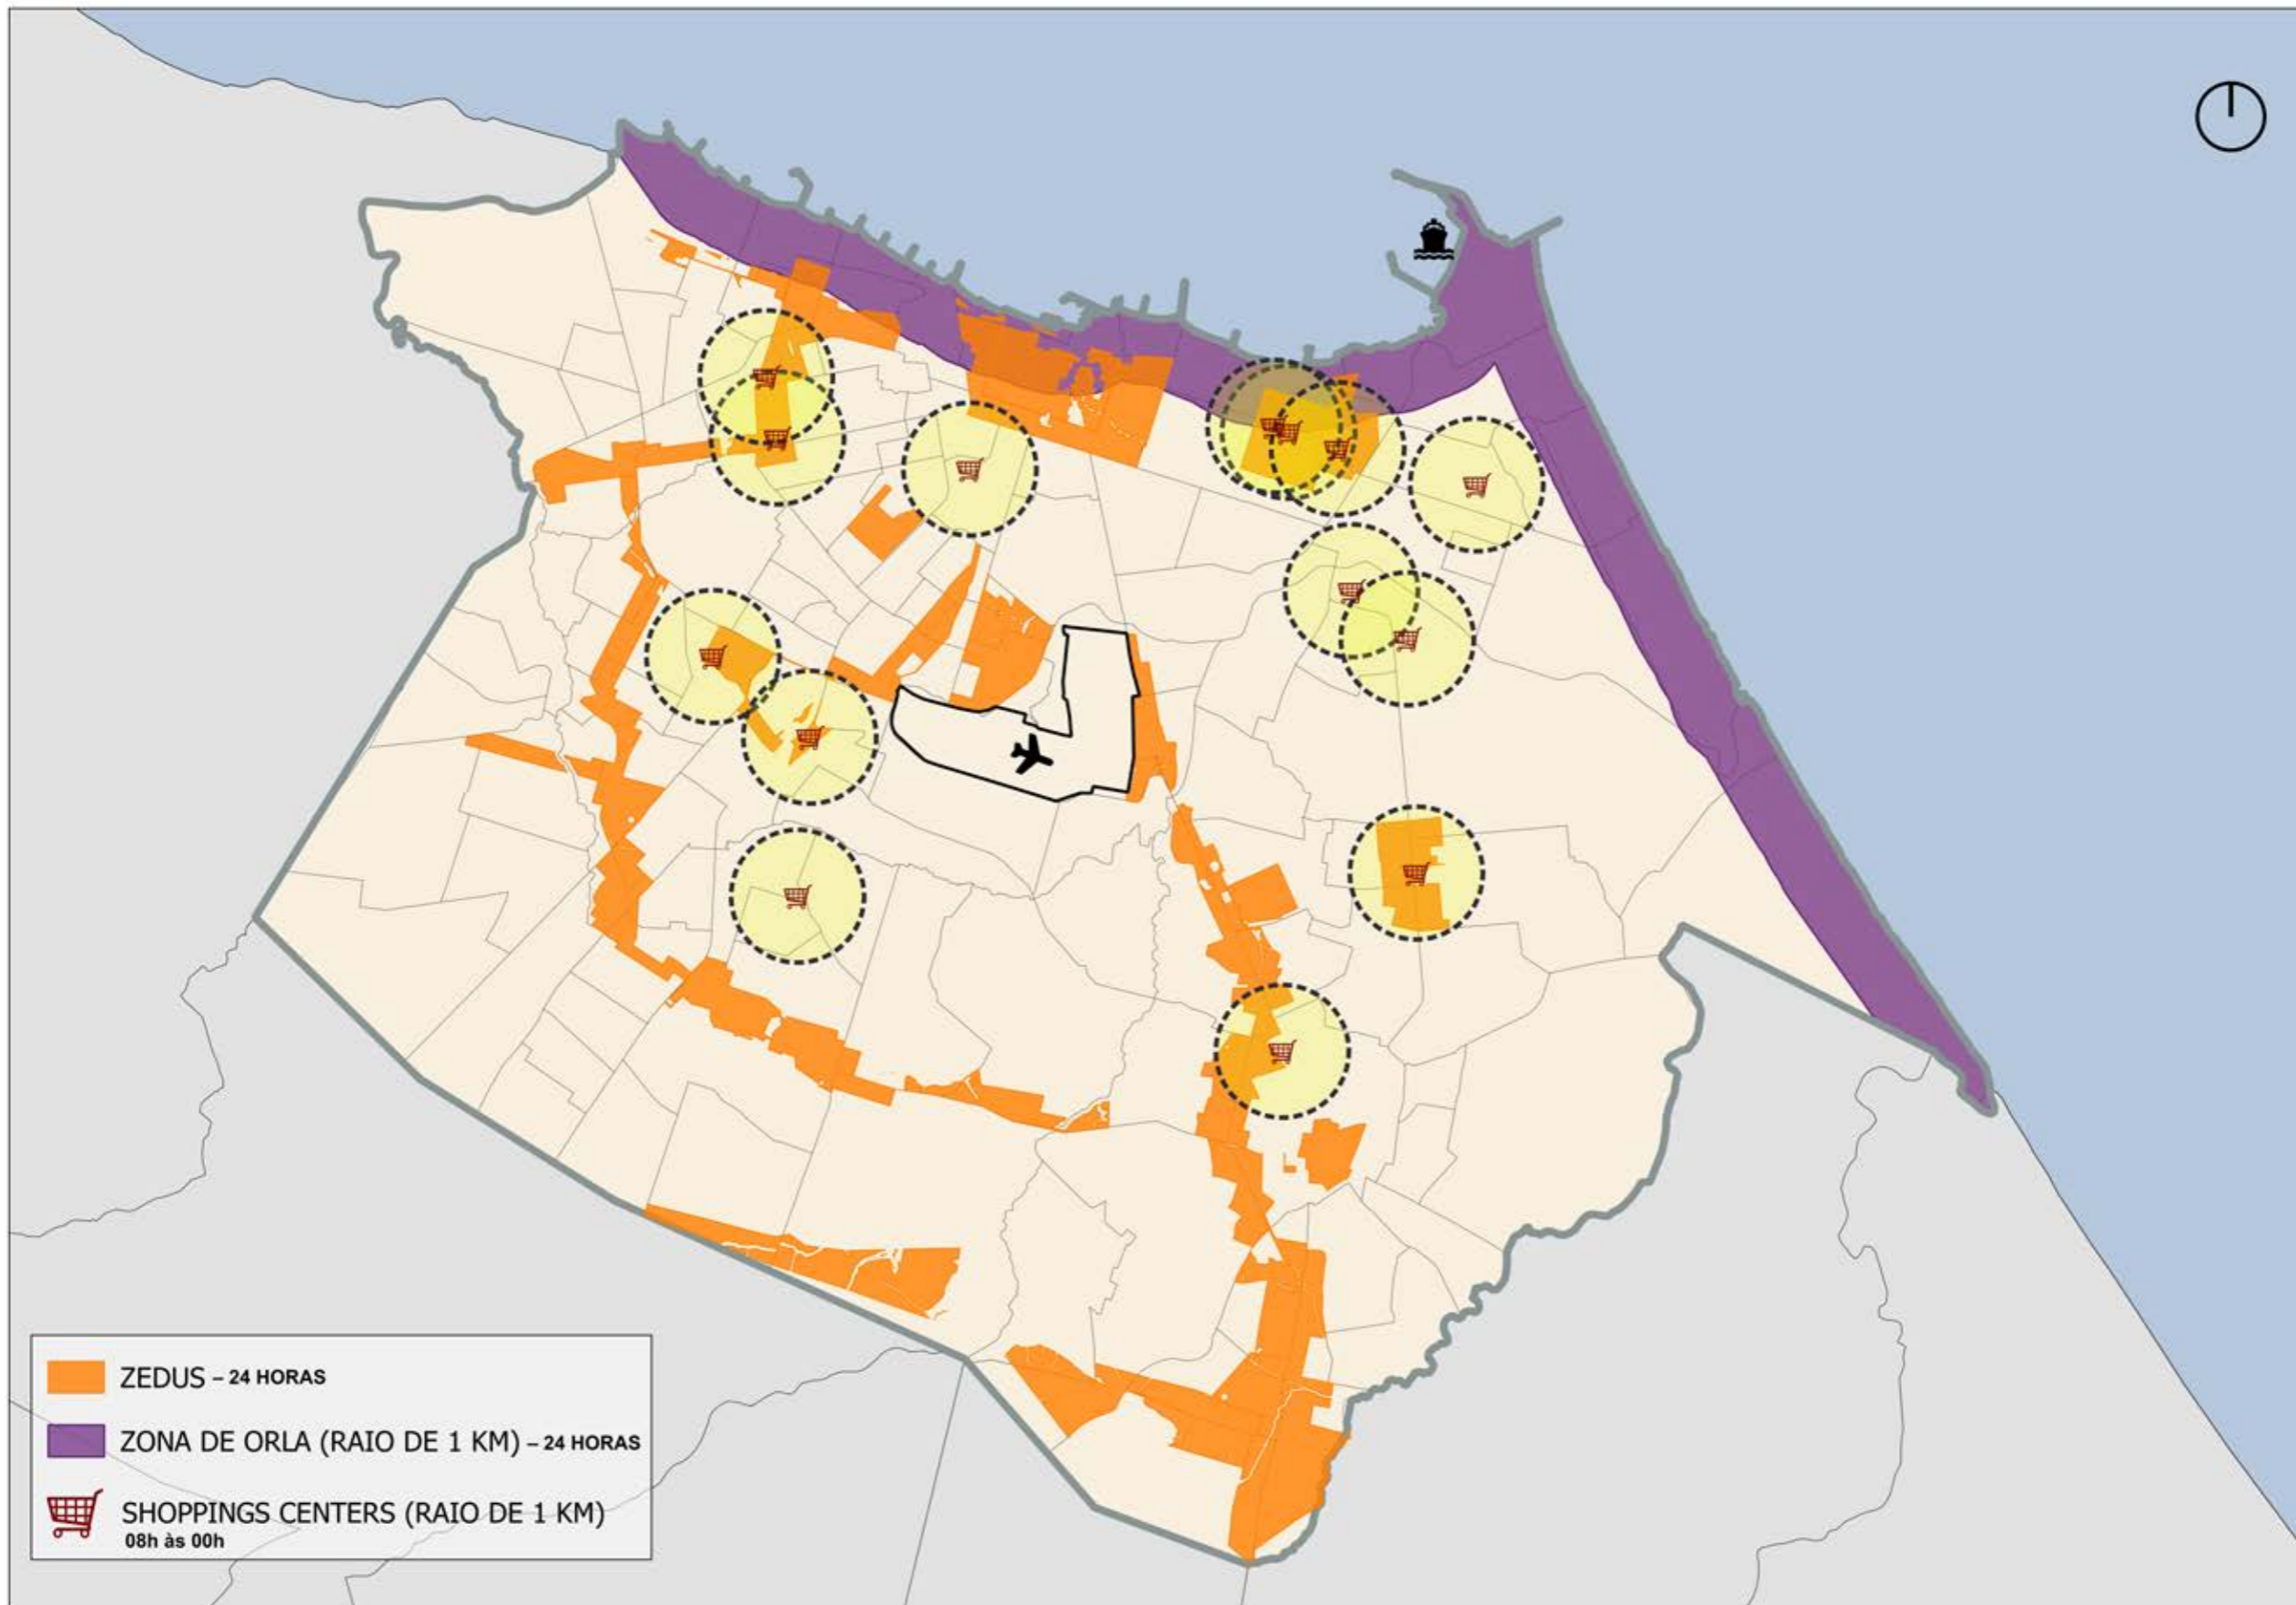 ZEDUS – 24 HORAS
ZONA DE ORLA (RAIO DE 1 KM) – 24 HORAS
SHOPPINGS CENTERS (RAIO DE 1 KM)
08h às 00h